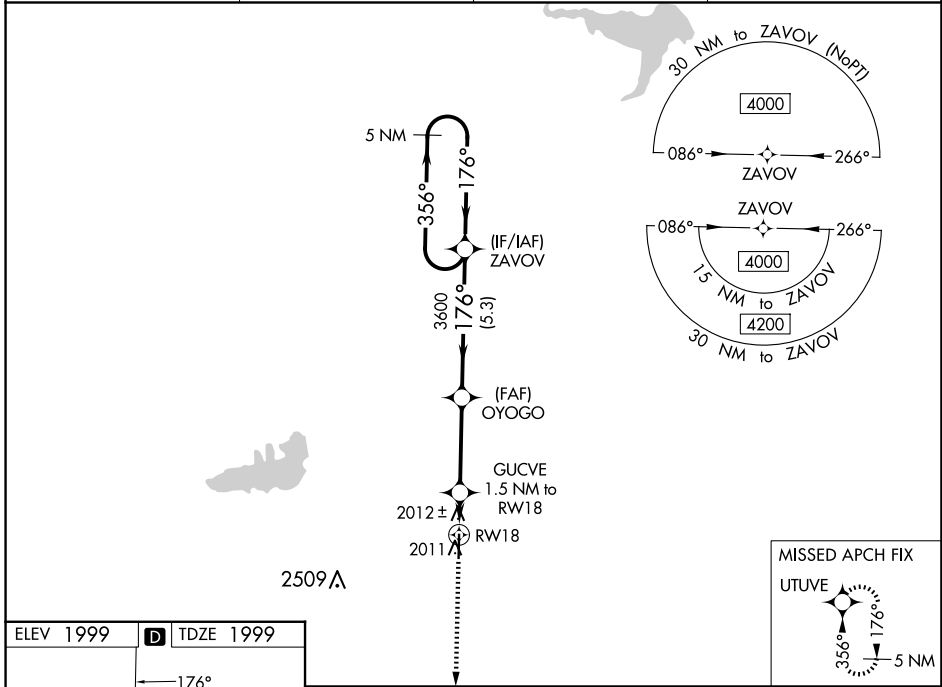 30 NM to ZAVOV (NoPT)
4000
086°
266°
ZAVOV
5 NM
356°
176°
(IF/IAF)
ZAVOV
3600
176°
(5.3)
ZAVOV
086°
266°
4000
15 NM to ZAVOV
4200
30 NM to ZAVOV
(FAF)
OYOGO
GUCVE
1.5 NM to
RW18
2012 ±
RW18
2011
2509
MISSED APCH FIX
UTUVE
356°
176°
5 NM
ELEV 1999 D TDZE 1999
176°